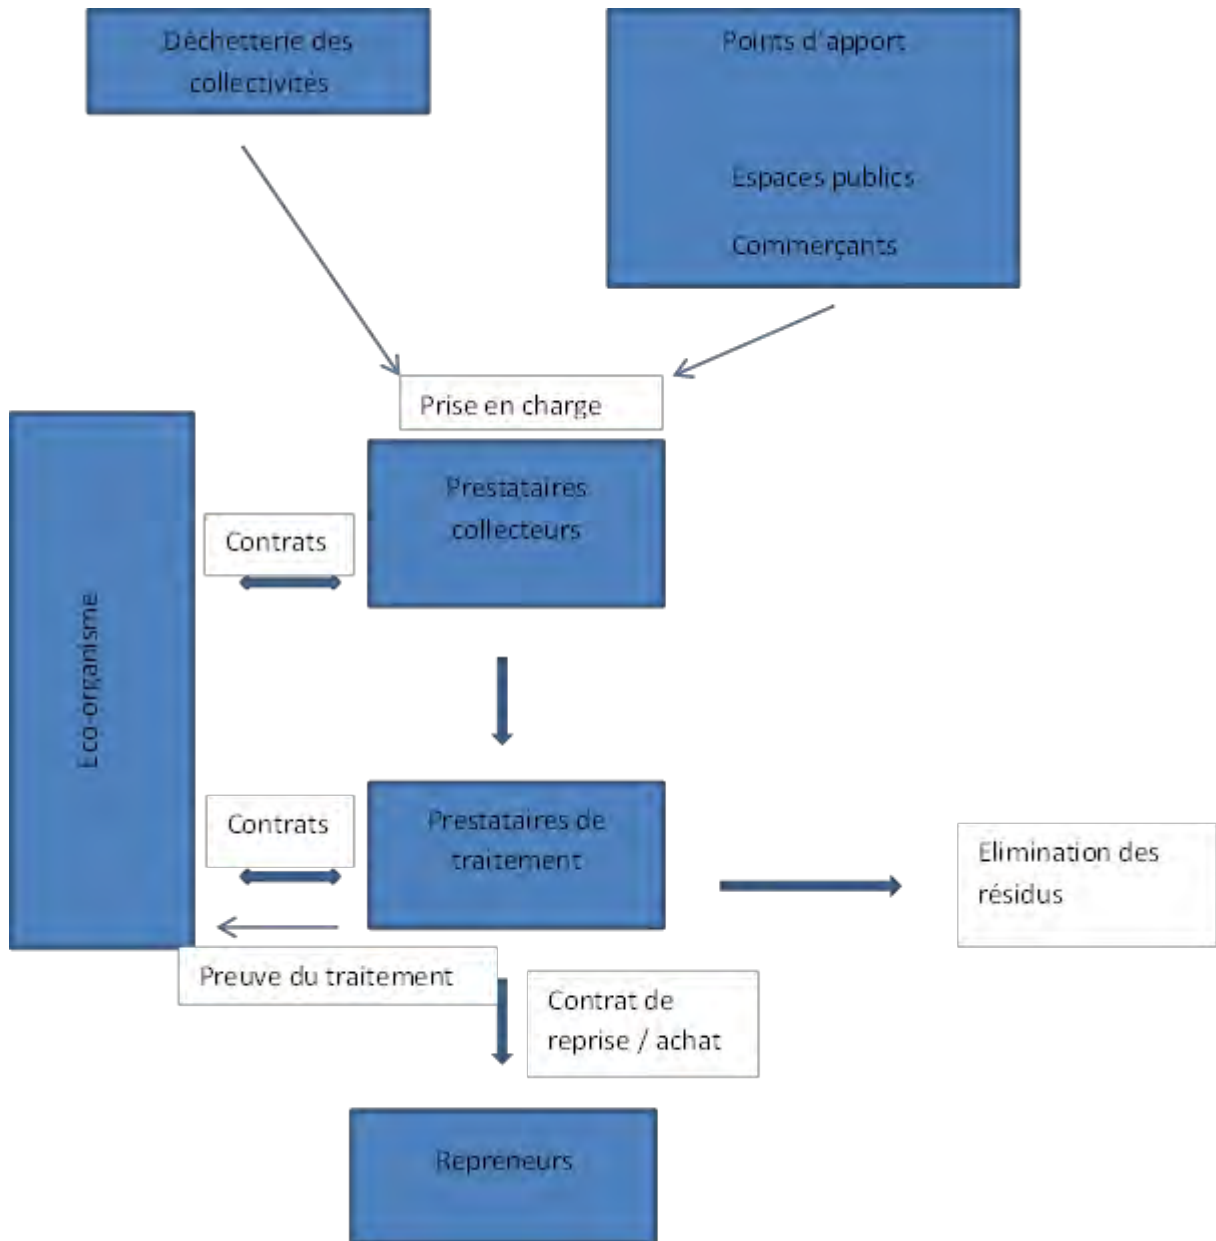 Déchetterie des
collectivités
Points d'apport
Espaces publics
Commerçants
Prise en charge
Prestataires
collecteurs
Contrats
Eco-organisme
Contrats
Prestataires de
traitement
Elimination des
résidus
Preuve du traitement
Contrat de
reprise / achat
Repreneurs